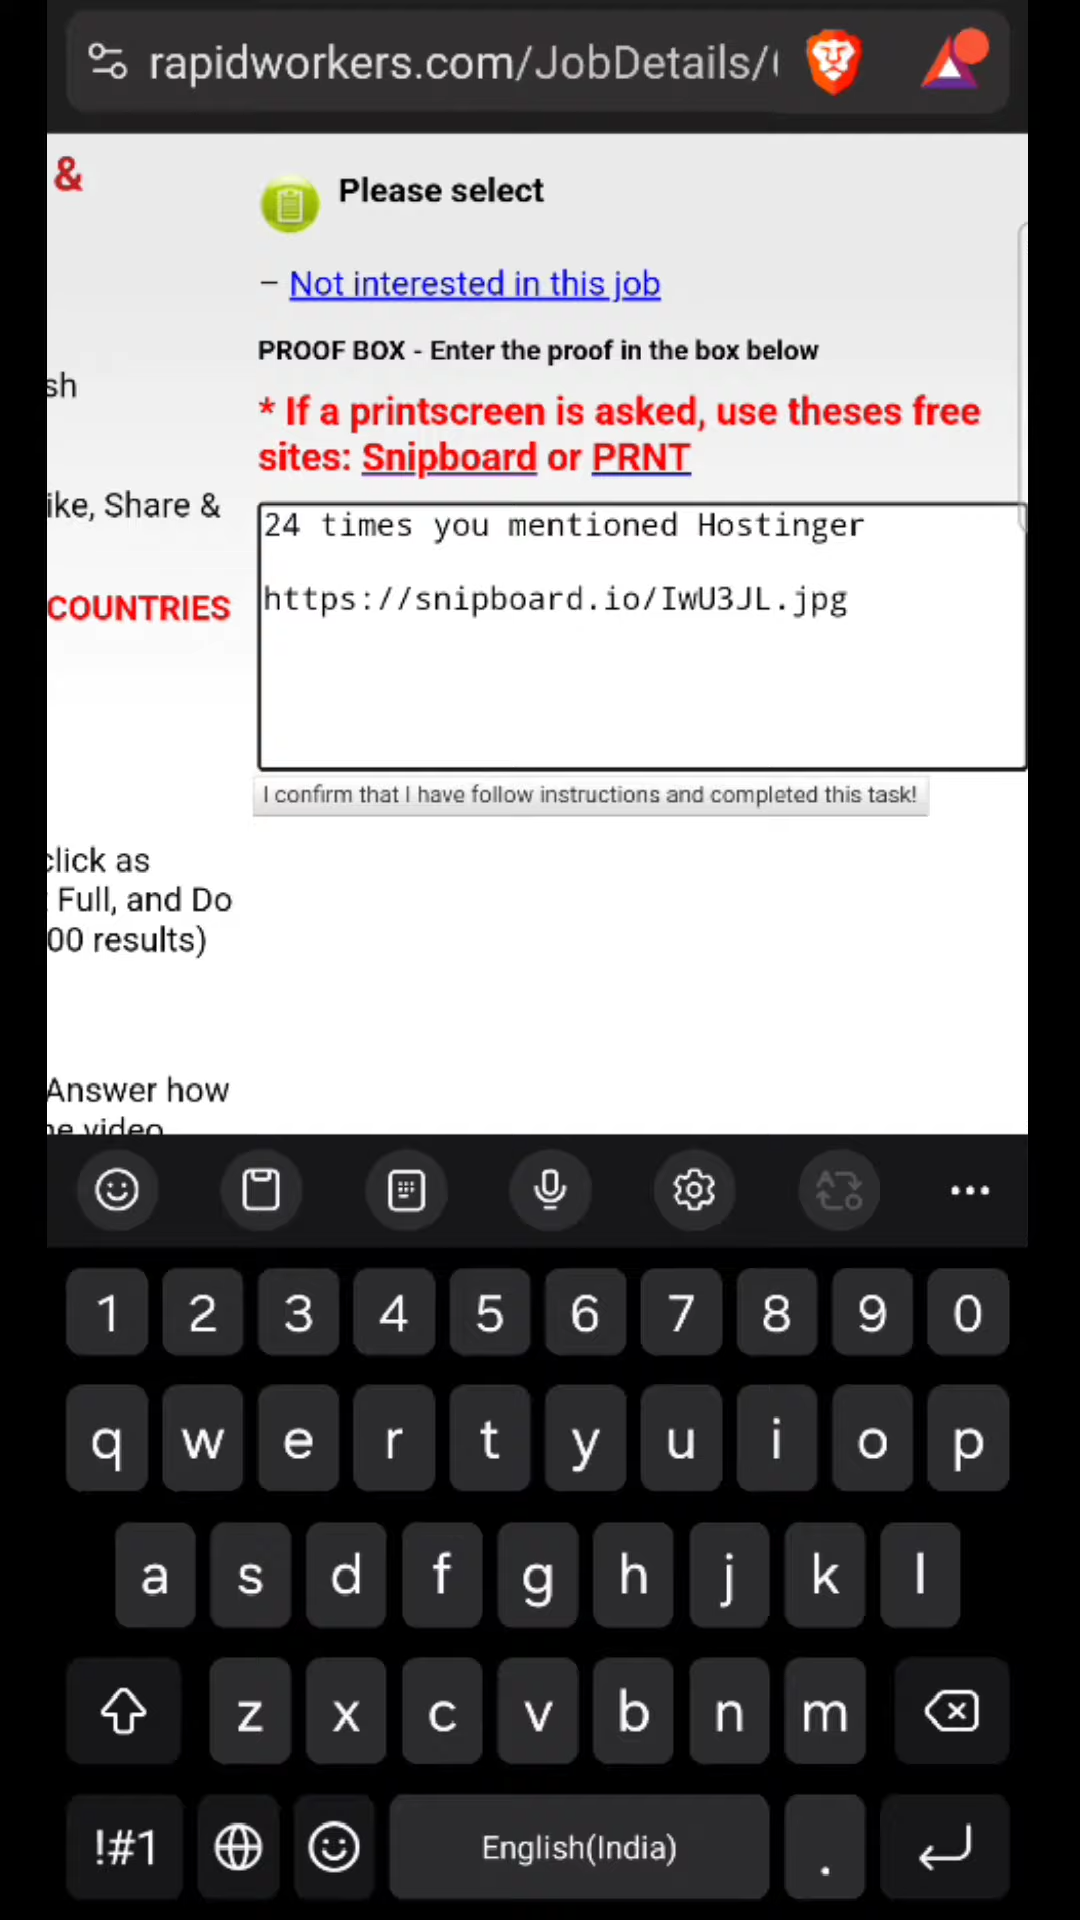 rapidworkers.com/JobDetails/
&
Please select
– Not interested in this job
PROOF BOX - Enter the proof in the box below
sh
* If a printscreen is asked, use theses free
sites: Snipboard or PRNT
ike, Share &
24 times you mentioned Hostinger
https://snipboard.io/IwU3JL.jpg
COUNTRIES
I confirm that I have follow instructions and completed this task!
click as
Full, and Do
00 results)
Answer how
he video
1 2 3 4 5 6 7 8 9 0
q w e r t y u i o p
a s d f g h j k l
z x c v b n m
!#1 English(India) .